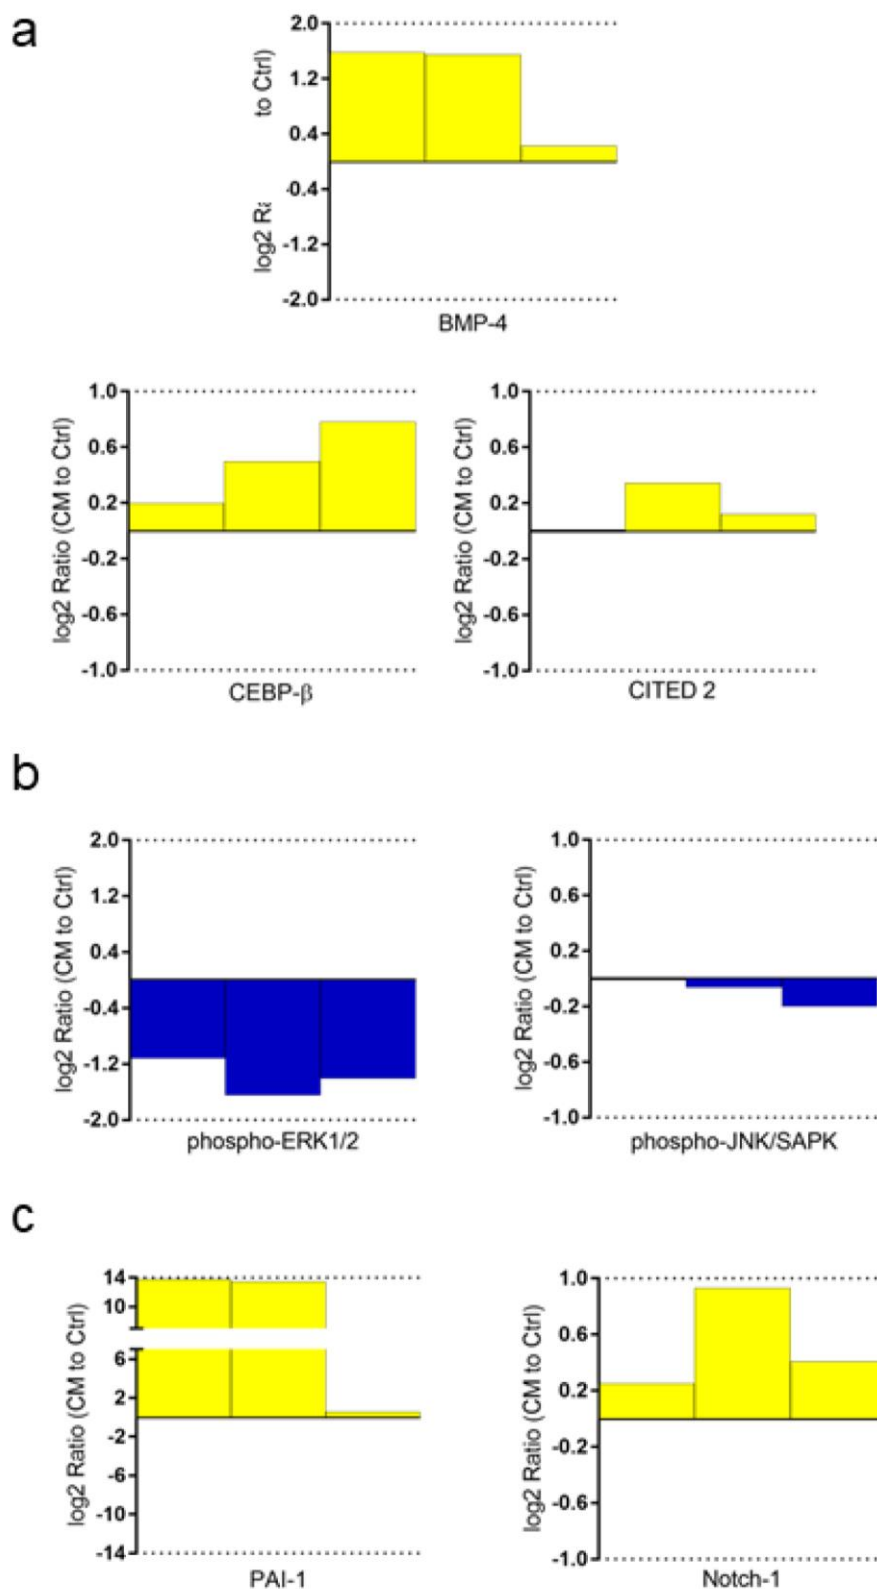 a
2.0
1.2
0.4
-0.4
-1.2
-2.0
to Ctrl)
log2
BMP-4
1.0
0.6
0.2
-0.2
-0.6
-1.0
log2 Ratio (CM to Ctrl)
CEBP-β
1.0
0.6
0.2
-0.2
-0.6
-1.0
log2 Ratio (CM to Ctrl)
CITED 2
b
2.0
1.2
0.4
-0.4
-1.2
-2.0
log2 Ratio (CM to Ctrl)
phospho-ERK1/2
1.0
0.6
0.2
-0.2
-0.6
-1.0
log2 Ratio (CM to Ctrl)
phospho-JNK/SAPK
c
14
10
6
2
-2
-6
-10
-14
log2 Ratio (CM to Ctrl)
PAI-1
1.0
0.6
0.2
-0.2
-0.6
-1.0
log2 Ratio (CM to Ctrl)
Notch-1